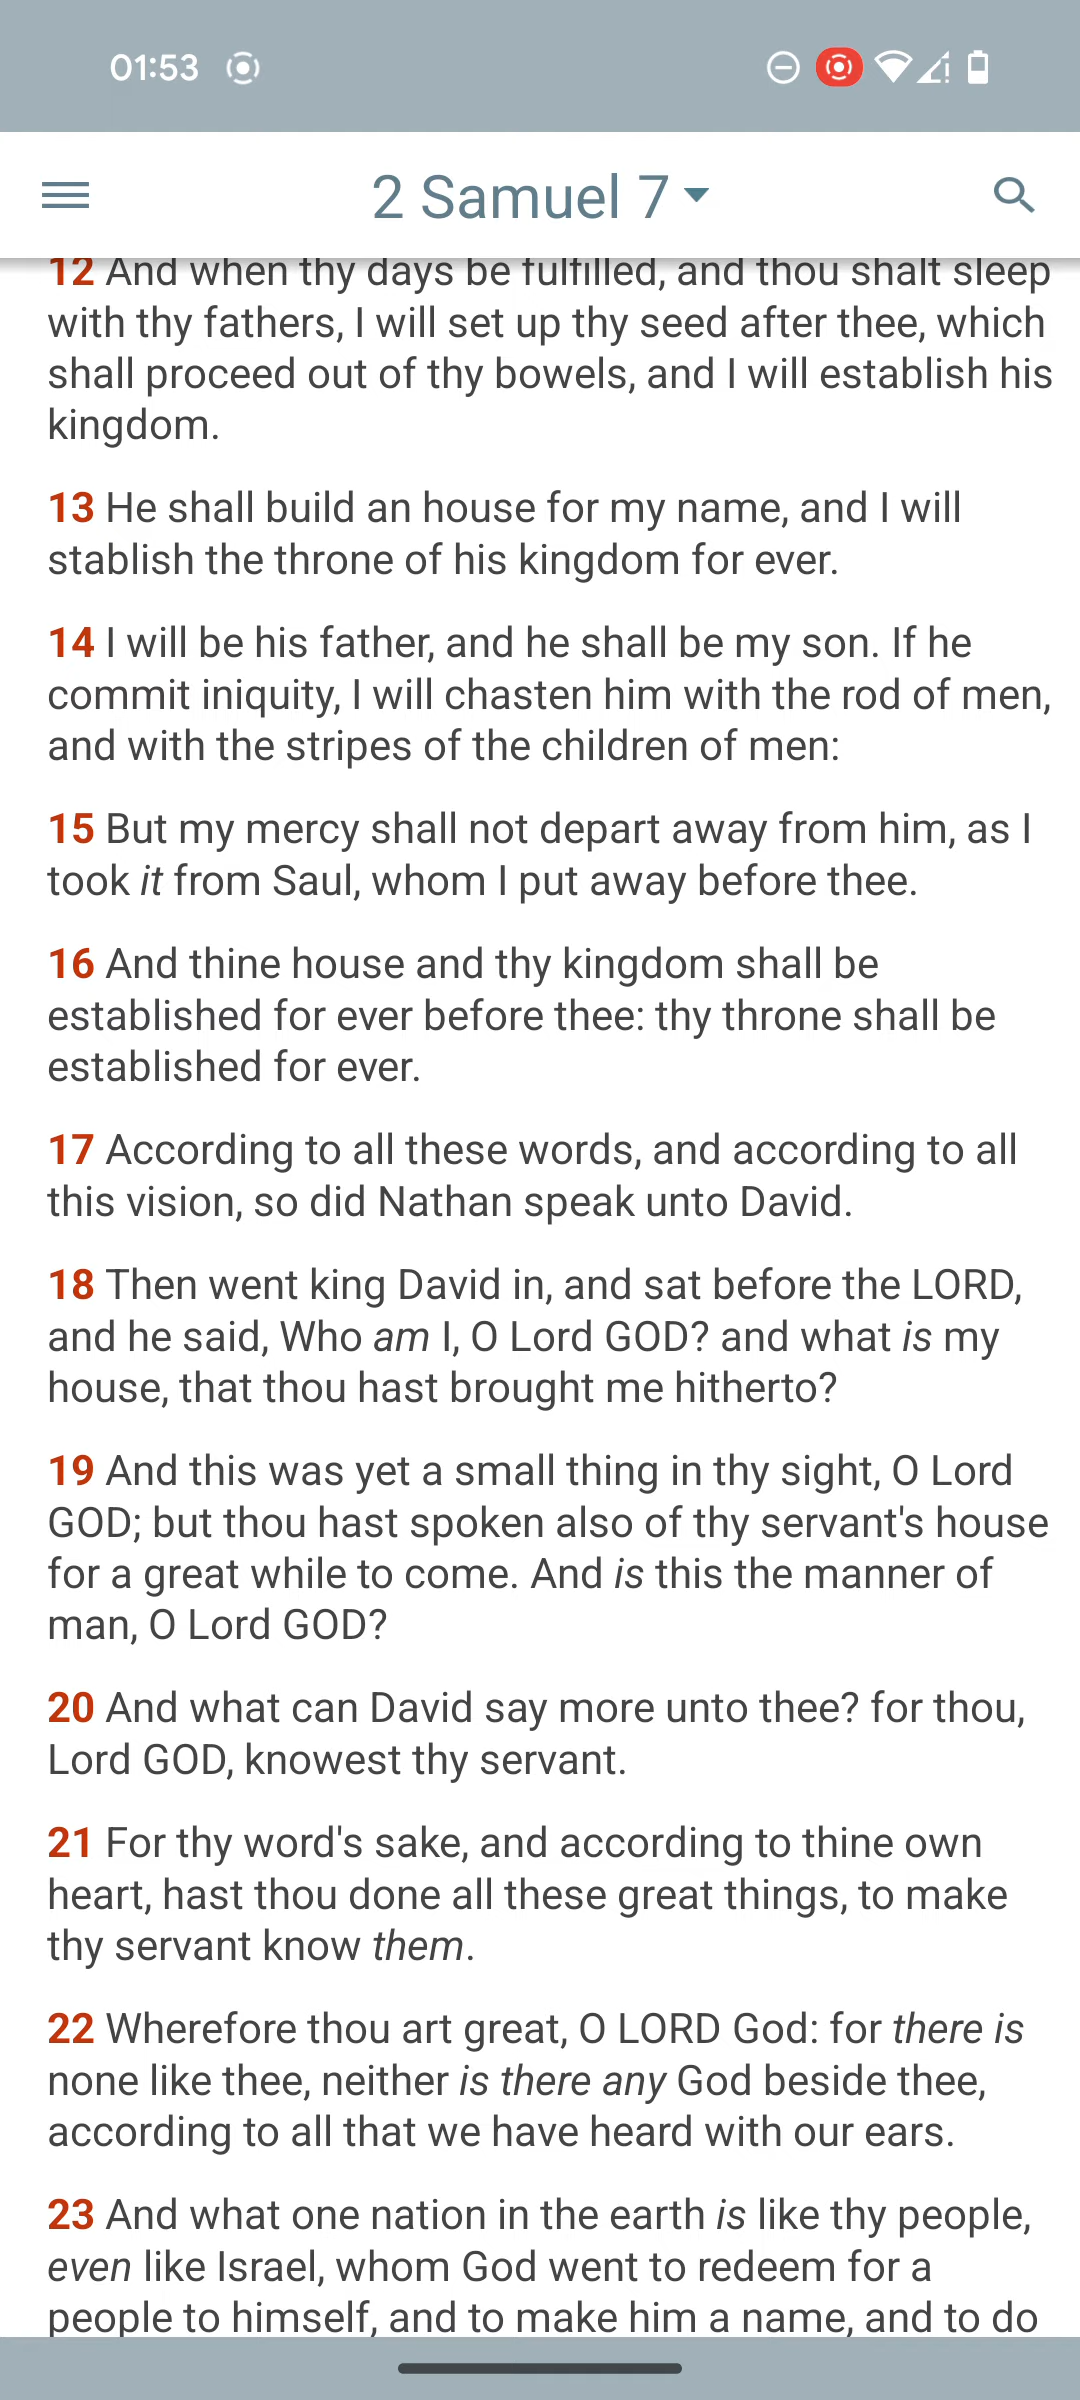 01:53
2 Samuel 7
12 And when thy days be fulfilled, and thou shalt sleep
with thy fathers, I will set up thy seed after thee, which
shall proceed out of thy bowels, and I will establish his
kingdom.
13 He shall build an house for my name, and I will
stablish the throne of his kingdom for ever.
14 I will be his father, and he shall be my son. If he
commit iniquity, I will chasten him with the rod of men,
and with the stripes of the children of men:
15 But my mercy shall not depart away from him, as I
took it from Saul, whom I put away before thee.
16 And thine house and thy kingdom shall be
established for ever before thee: thy throne shall be
established for ever.
17 According to all these words, and according to all
this vision, so did Nathan speak unto David.
18 Then went king David in, and sat before the LORD,
and he said, Who am I, O Lord GOD? and what is my
house, that thou hast brought me hitherto?
19 And this was yet a small thing in thy sight, O Lord
GOD; but thou hast spoken also of thy servant's house
for a great while to come. And is this the manner of
man, O Lord GOD?
20 And what can David say more unto thee? for thou,
Lord GOD, knowest thy servant.
21 For thy word's sake, and according to thine own
heart, hast thou done all these great things, to make
thy servant know them.
22 Wherefore thou art great, O LORD God: for there is
none like thee, neither is there any God beside thee,
according to all that we have heard with our ears.
23 And what one nation in the earth is like thy people,
even like Israel, whom God went to redeem for a
people to himself, and to make him a name, and to do